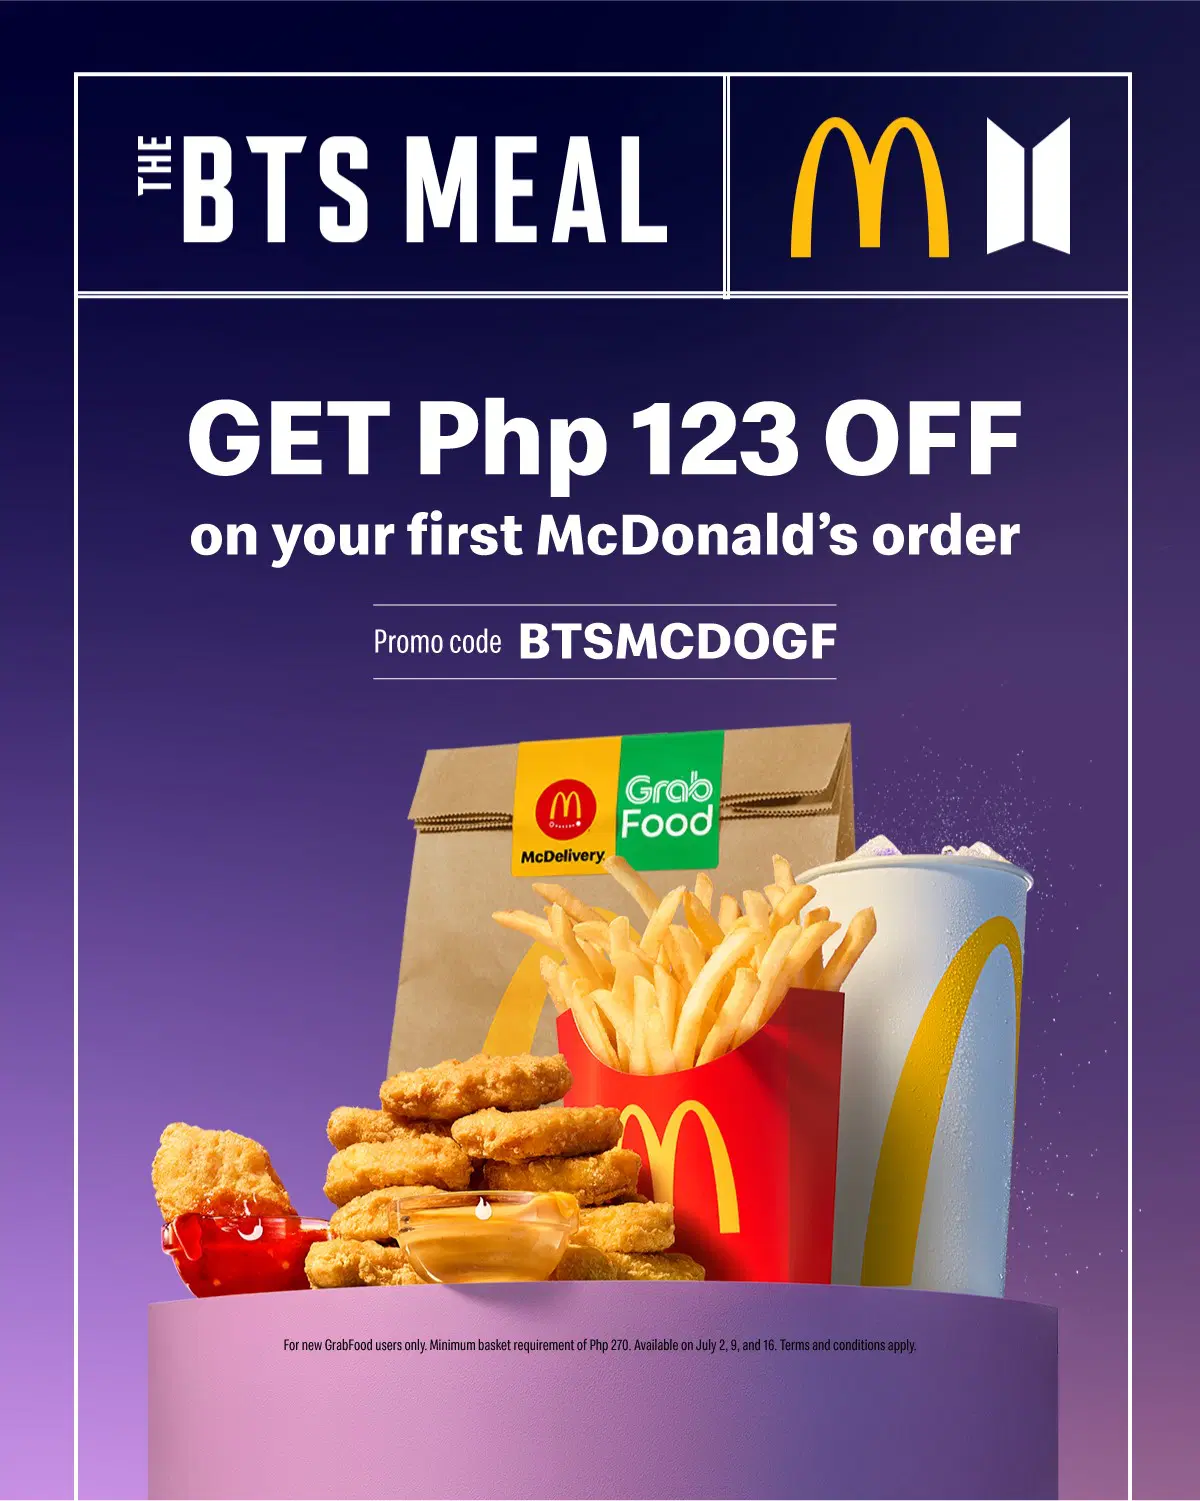 THE BTS MEAL
GET Php 123 OFF
on your first McDonald’s order
Promo code BTSMCDOGF
McDelivery
Grab
Food
For new GrabFood users only. Minimum basket requirement of Php 270. Available on July 2, 9, and 16. Terms and conditions apply.